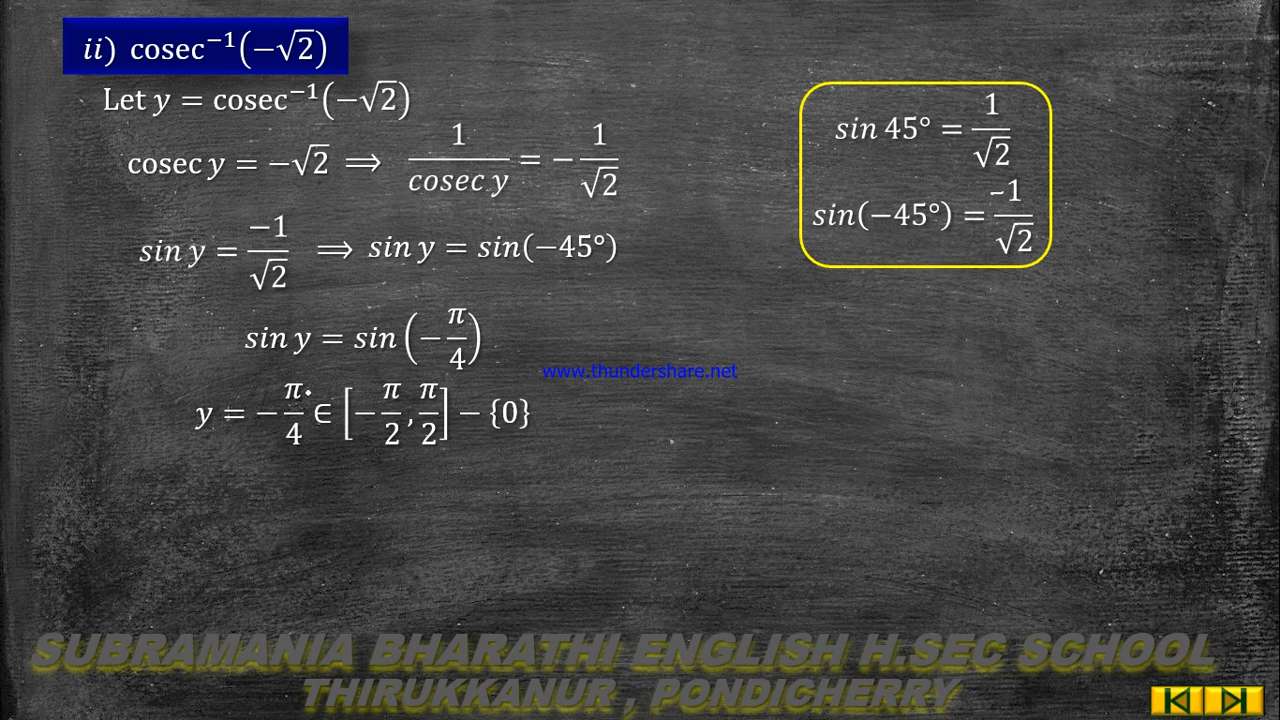 ii) cosec⁻¹(−√2)
Let y = cosec⁻¹(−√2)
cosec y = −√2 ⟹ 1/cosec y = −1/√2
sin y = −1/√2 ⟹ sin y = sin(−45°)
sin y = sin(−π/4)
y = −π/4 ∈ [−π/2, π/2] − {0}
sin 45° = 1/√2
sin(−45°) = −1/√2
www.thundershare.net
SUBRAMANIA BHARATHI ENGLISH H.SEC SCHOOL
THIRUKKANUR , PONDICHERRY